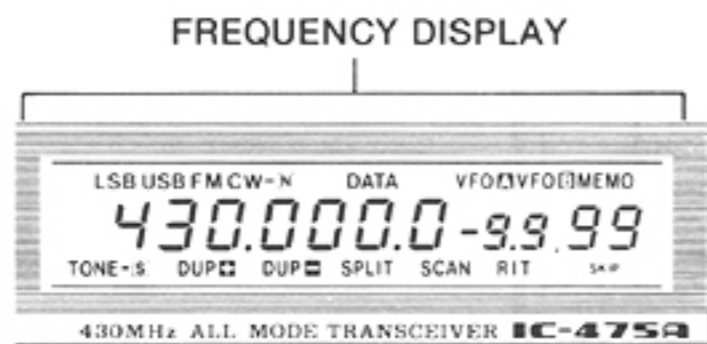 FREQUENCY DISPLAY
LSB USB FM CW-N DATA VFO A VFO B MEMO
430.000.0 -9.9. 99
TONE-S DUP+ DUP- SPLIT SCAN RIT SKIP
430MHz ALL MODE TRANSCEIVER IC-475A